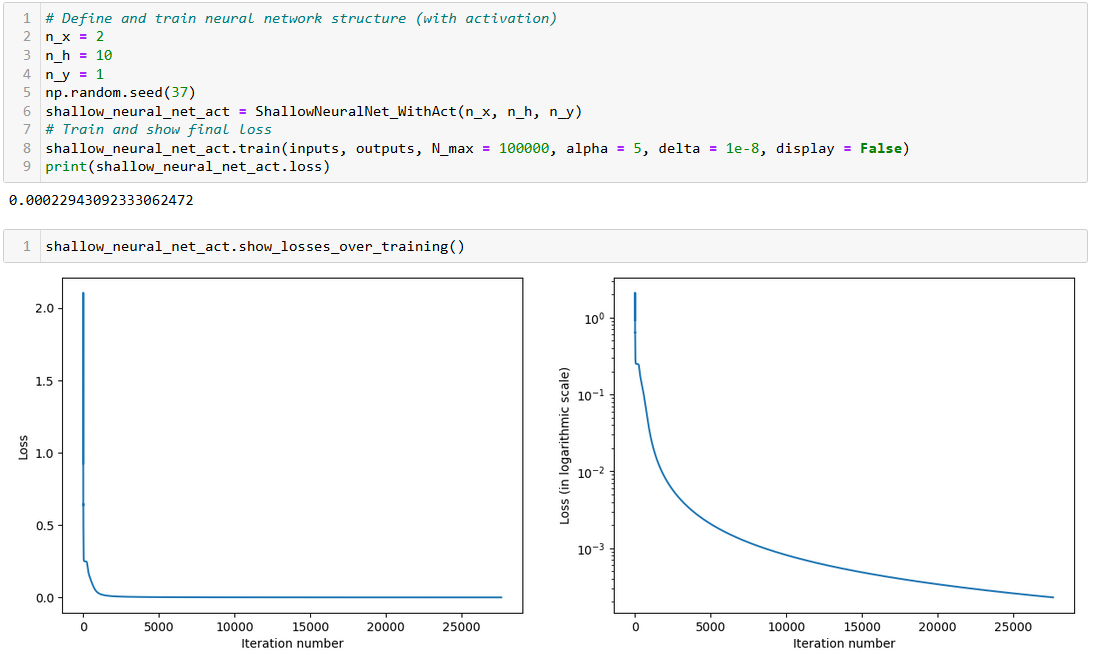 1 # Define and train neural network structure (with activation)
2 n_x = 2
3 n_h = 10
4 n_y = 1
5 np.random.seed(37)
6 shallow_neural_net_act = ShallowNeuralNet_WithAct(n_x, n_h, n_y)
7 # Train and show final loss
8 shallow_neural_net_act.train(inputs, outputs, N_max = 100000, alpha = 5, delta = 1e-8, display = False)
9 print(shallow_neural_net_act.loss)
0.00022943092333062472
1 shallow_neural_net_act.show_losses_over_training()
Loss
2.0
1.5
1.0
0.5
0.0
0 5000 10000 15000 20000 25000
Iteration number
Loss (in logarithmic scale)
10⁰
10⁻¹
10⁻²
10⁻³
0 5000 10000 15000 20000 25000
Iteration number